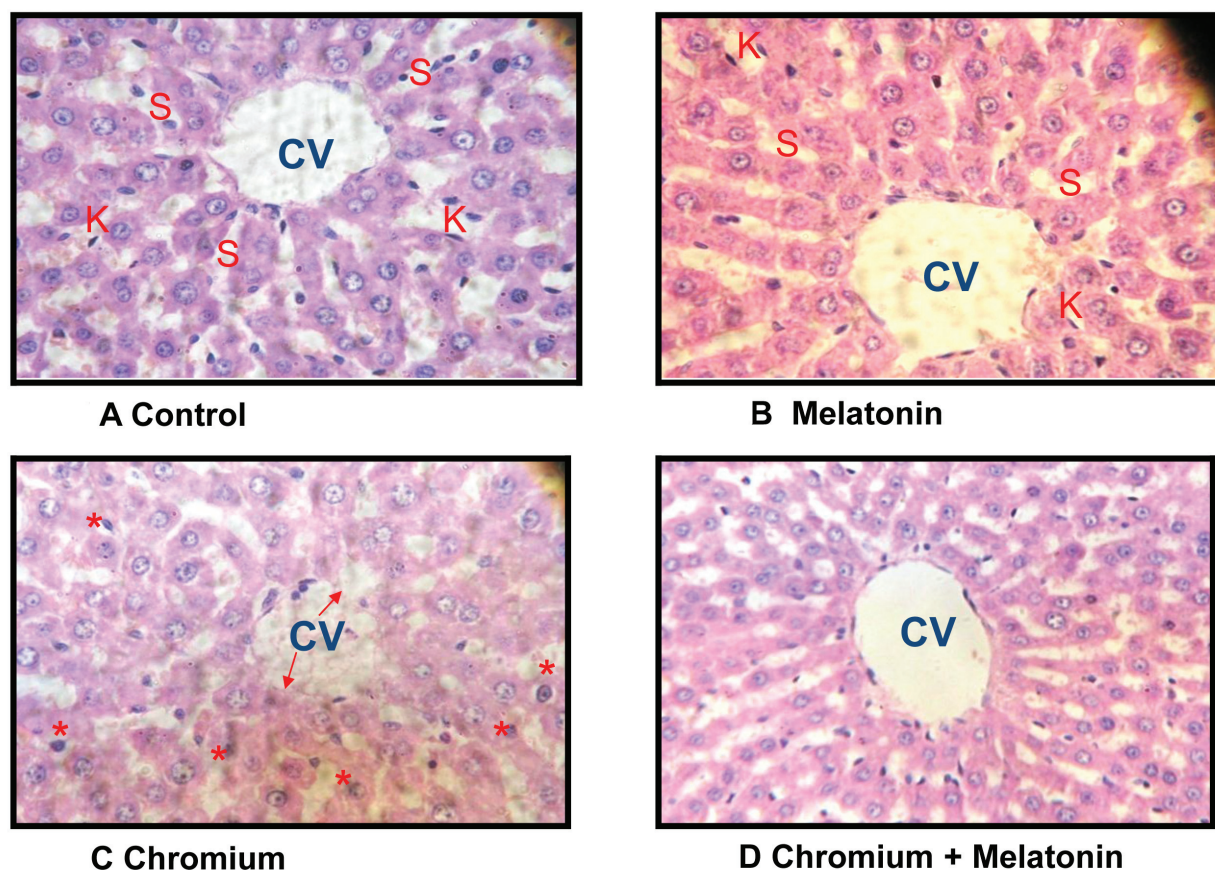 S
S
CV
K
K
S
A Control
K
S
S
CV
K
B Melatonin
*
CV
*
*
*
*
*
C Chromium
CV
D Chromium + Melatonin